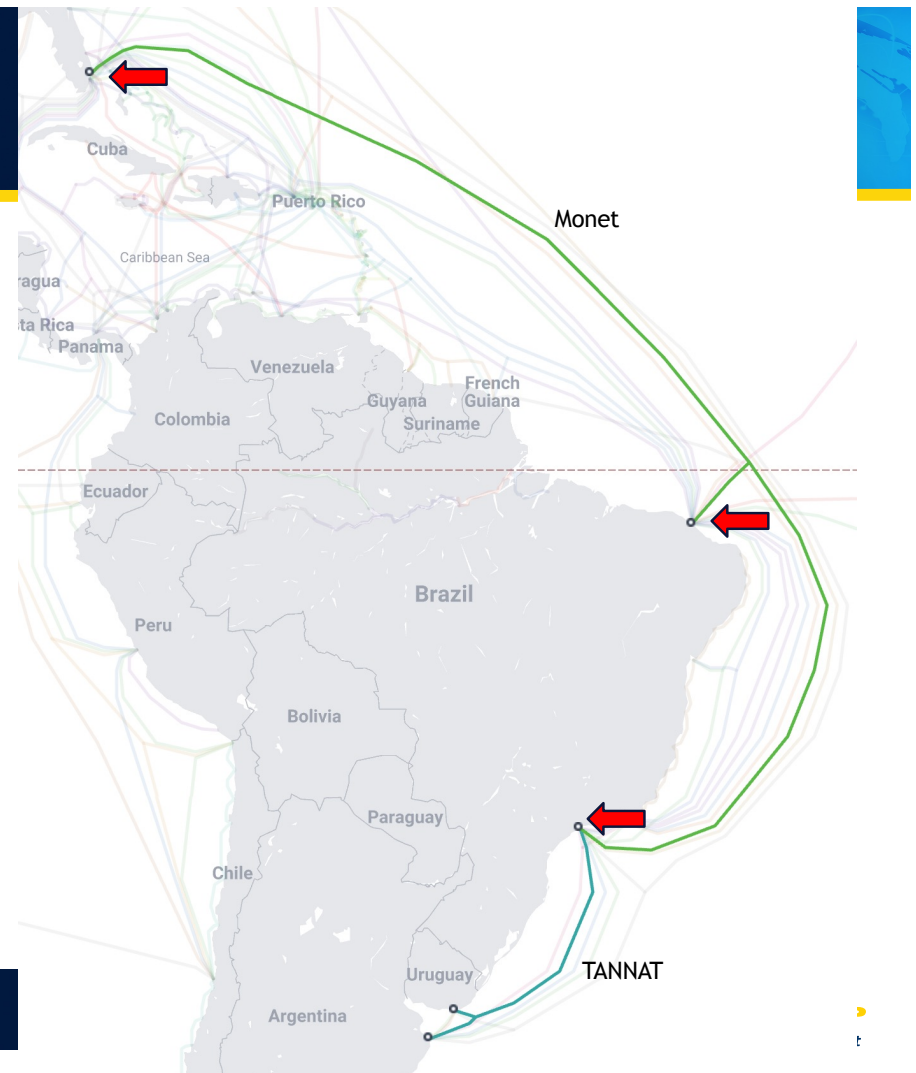 Cuba
Puerto Rico
Monet
Caribbean Sea
ragua
ta Rica
Panama
Venezuela
French
Guyana
Guiana
Suriname
Colombia
Ecuador
Brazil
Peru
Bolivia
Paraguay
Chile
Uruguay
TANNAT
Argentina
t